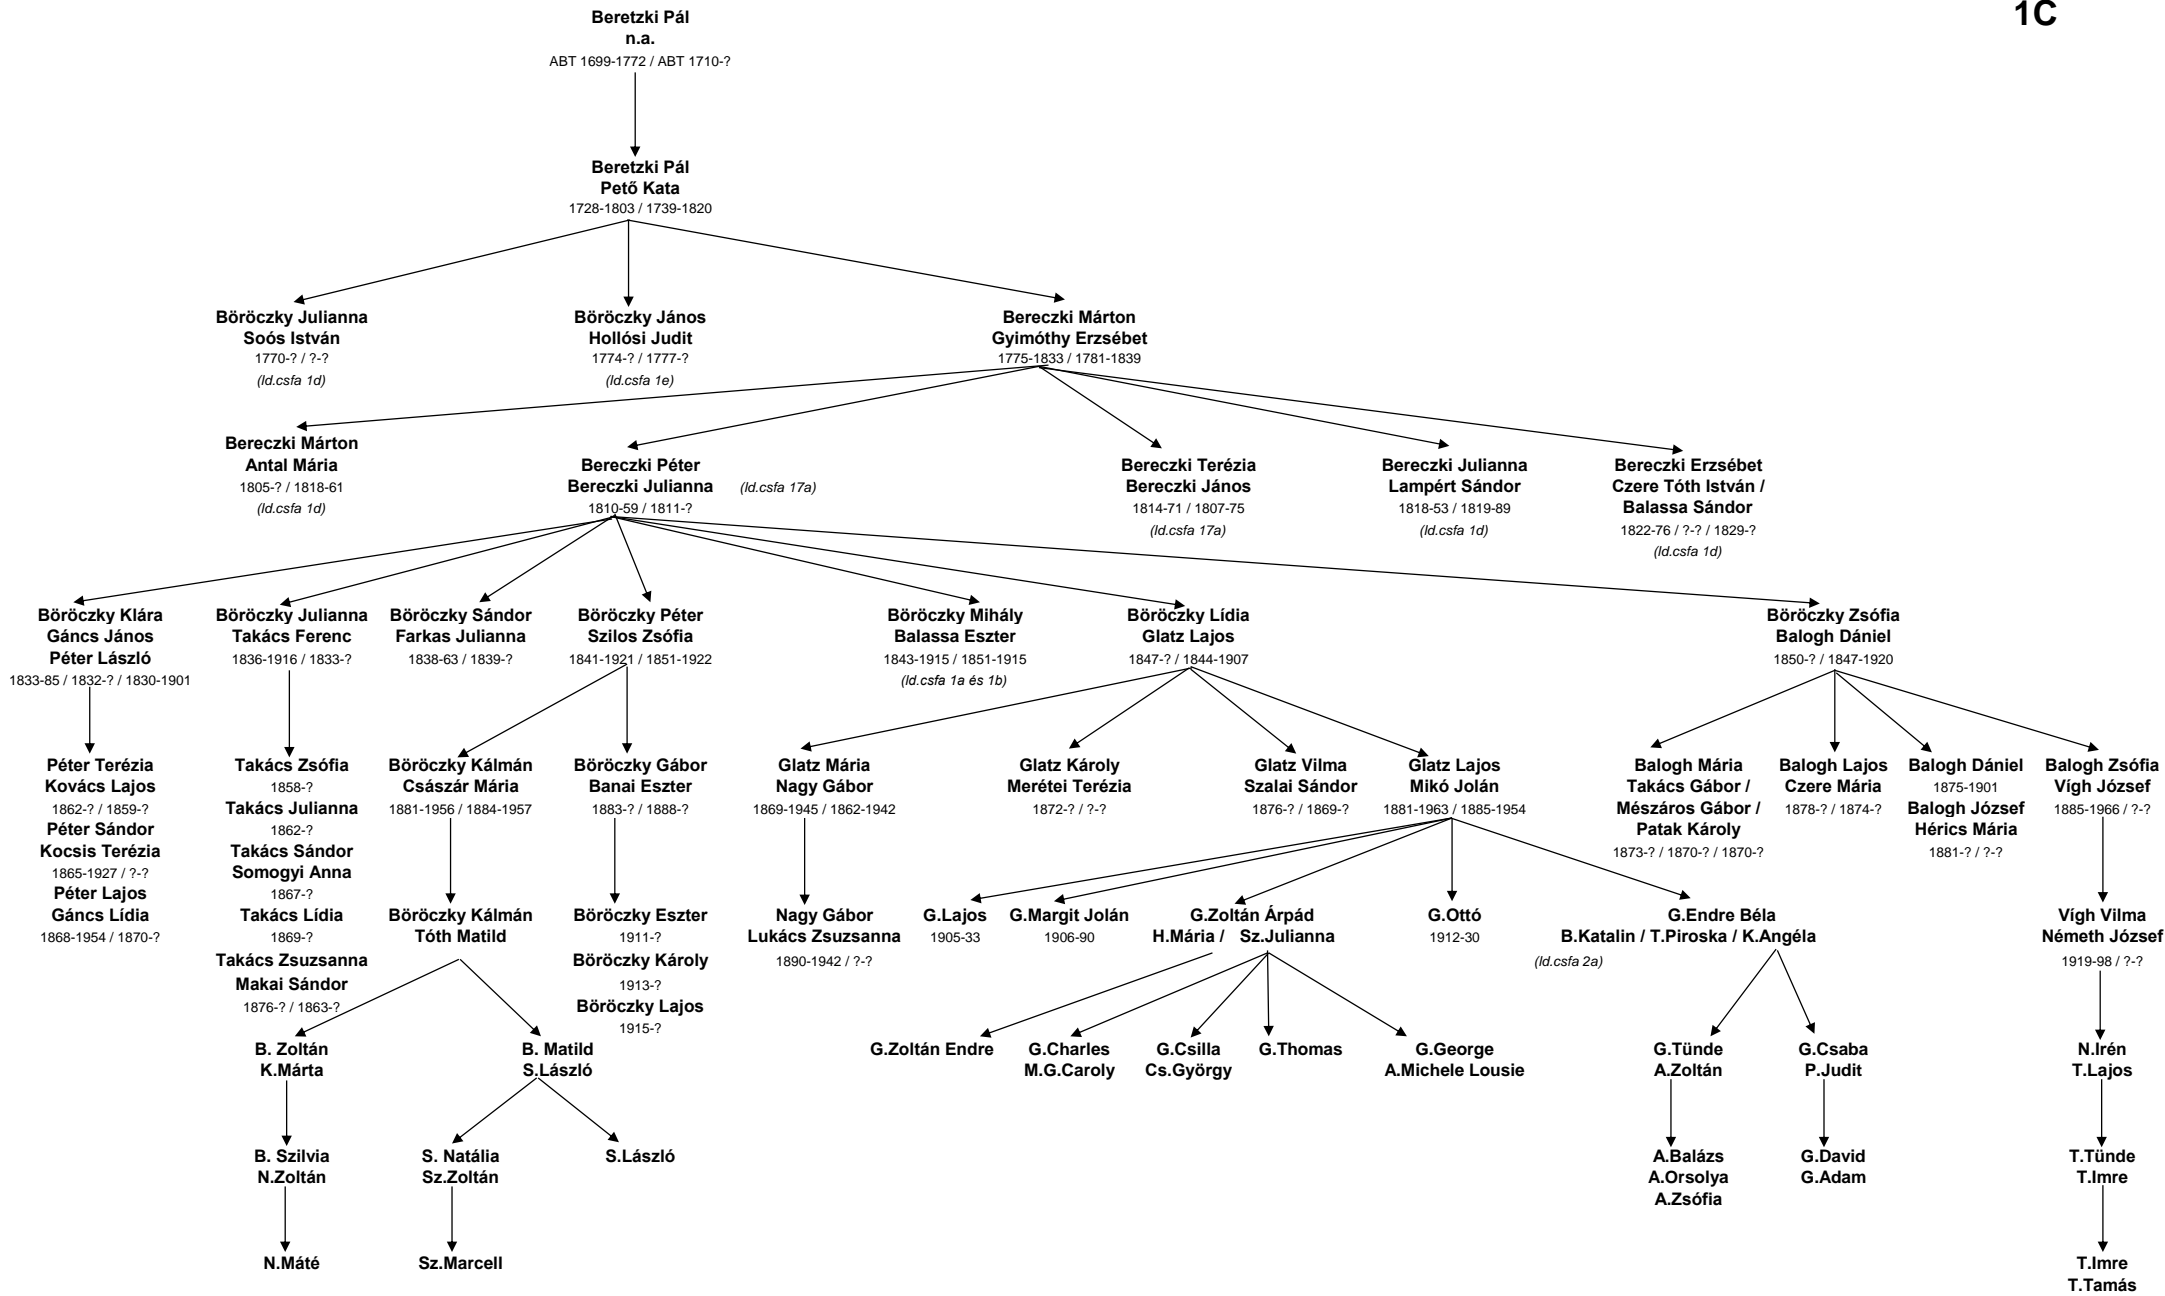 1C
Beretzki Pál
n.a.
ABT 1699-1772 / ABT 1710-?
Beretzki Pál
Pető Kata
1728-1803 / 1739-1820
Böröczky Julianna
Soós István
1770-? / ?-?
(ld.csfa 1d)
Böröczky János
Hollósi Judit
1774-? / 1777-?
(ld.csfa 1e)
Bereczki Márton
Gyimóthy Erzsébet
1775-1833 / 1781-1839
Bereczki Márton
Antal Mária
1805-? / 1818-61
(ld.csfa 1d)
Bereczki Péter
Bereczki Julianna
(ld.csfa 17a)
1810-59 / 1811-?
Bereczki Terézia
Bereczki János
1814-71 / 1807-75
(ld.csfa 17a)
Bereczki Julianna
Lampért Sándor
1818-53 / 1819-89
(ld.csfa 1d)
Bereczki Erzsébet
Czere Tóth István /
Balassa Sándor
1822-76 / ?-? / 1829-?
(ld.csfa 1d)
Böröczky Klára
Gáncs János
Péter László
1833-85 / 1832-? / 1830-1901
Böröczky Julianna
Takács Ferenc
1836-1916 / 1833-?
Böröczky Sándor
Farkas Julianna
1838-63 / 1839-?
Böröczky Péter
Szilos Zsófia
1841-1921 / 1851-1922
Böröczky Mihály
Balassa Eszter
1843-1915 / 1851-1915
(ld.csfa 1a és 1b)
Böröczky Lídia
Glatz Lajos
1847-? / 1844-1907
Böröczky Zsófia
Balogh Dániel
1850-? / 1847-1920
Péter Terézia
Kovács Lajos
1862-? / 1859-?
Péter Sándor
Kocsis Terézia
1865-1927 / ?-?
Péter Lajos
Gáncs Lídia
1868-1954 / 1870-?
Takács Zsófia
1858-?
Takács Julianna
1862-?
Takács Sándor
Somogyi Anna
1867-?
Takács Lídia
1869-?
Takács Zsuzsanna
Makai Sándor
1876-? / 1863-?
Böröczky Kálmán
Császár Mária
1881-1956 / 1884-1957
Böröczky Gábor
Banai Eszter
1883-? / 1888-?
Glatz Mária
Nagy Gábor
1869-1945 / 1862-1942
Glatz Károly
Merétei Terézia
1872-? / ?-?
Glatz Vilma
Szalai Sándor
1876-? / 1869-?
Glatz Lajos
Mikó Jolán
1881-1963 / 1885-1954
Balogh Mária
Takács Gábor /
Mészáros Gábor /
Patak Károly
1873-? / 1870-? / 1870-?
Balogh Lajos
Czere Mária
1878-? / 1874-?
Balogh Dániel
1875-1901
Balogh József
Hérics Mária
1881-? / ?-?
Balogh Zsófia
Vígh József
1885-1966 / ?-?
Böröczky Kálmán
Tóth Matild
Böröczky Eszter
1911-?
Böröczky Károly
1913-?
Böröczky Lajos
1915-?
Nagy Gábor
Lukács Zsuzsanna
1890-1942 / ?-?
G.Lajos
1905-33
G.Margit Jolán
1906-90
G.Zoltán Árpád
H.Mária / Sz.Julianna
G.Ottó
1912-30
G.Endre Béla
B.Katalin / T.Piroska / K.Angéla
(ld.csfa 2a)
Vígh Vilma
Németh József
1919-98 / ?-?
B. Zoltán
K.Márta
B. Matild
S.László
G.Zoltán Endre
G.Charles
M.G.Caroly
G.Csilla
Cs.György
G.Thomas
G.George
A.Michele Lousie
G.Tünde
A.Zoltán
G.Csaba
P.Judit
N.Irén
T.Lajos
B. Szilvia
N.Zoltán
S. Natália
Sz.Zoltán
S.László
A.Balázs
A.Orsolya
A.Zsófia
G.David
G.Adam
T.Tünde
T.Imre
N.Máté
Sz.Marcell
T.Imre
T.Tamás